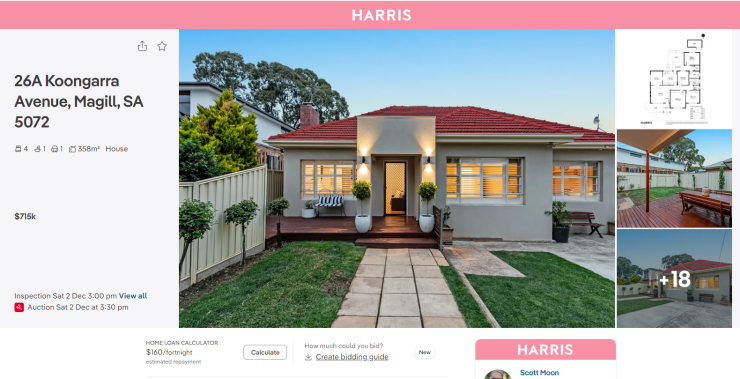 HARRIS
26A Koongarra
Avenue, Magill, SA
5072
4 1 1 358m² House
$715k
Inspection Sat 2 Dec 3:00 pm View all
Auction Sat 2 Dec at 3:30 pm
HARRIS
+18
HOME LOAN CALCULATOR
$160/fortnight
estimated repayment
Calculate
How much could you bid?
Create bidding guide
New
HARRIS
Scott Moon